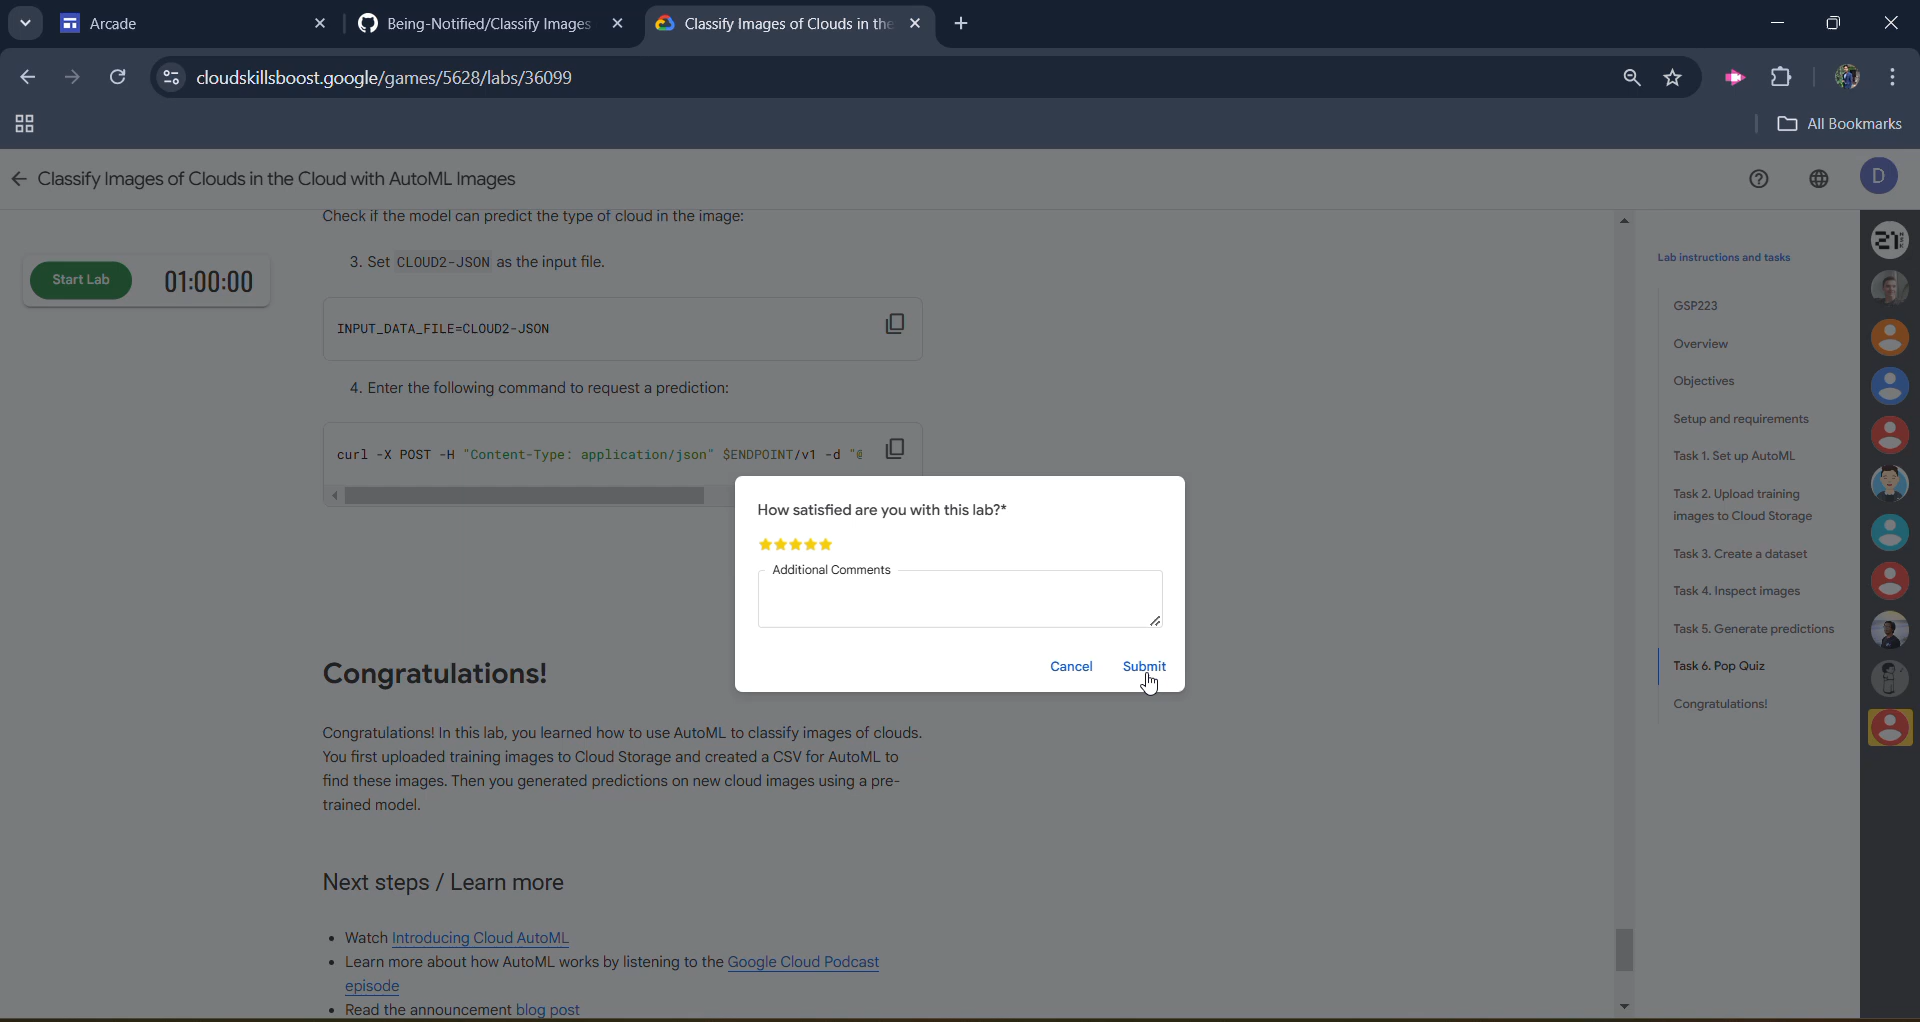 Arcade
Being-Notified/Classify Images
Classify Images of Clouds in the
cloudskillsboost.google/games/5628/labs/36099
All Bookmarks
Classify Images of Clouds in the Cloud with AutoML Images
D
Start Lab
01:00:00
Check if the model can predict the type of cloud in the image:
3. Set CLOUD2-JSON as the input file.
INPUT_DATA_FILE=CLOUD2-JSON
4. Enter the following command to request a prediction:
curl -X POST -H "Content-Type: application/json" $ENDPOINT/v1 -d "@
How satisfied are you with this lab?*
Additional Comments
Cancel Submit
Congratulations!
Congratulations! In this lab, you learned how to use AutoML to classify images of clouds.
You first uploaded training images to Cloud Storage and created a CSV for AutoML to
find these images. Then you generated predictions on new cloud images using a pre-
trained model.
Next steps / Learn more
• Watch Introducing Cloud AutoML
• Learn more about how AutoML works by listening to the Google Cloud Podcast
episode
• Read the announcement blog post
Lab instructions and tasks
GSP223
Overview
Objectives
Setup and requirements
Task 1. Set up AutoML
Task 2. Upload training
images to Cloud Storage
Task 3. Create a dataset
Task 4. Inspect images
Task 5. Generate predictions
Task 6. Pop Quiz
Congratulations!